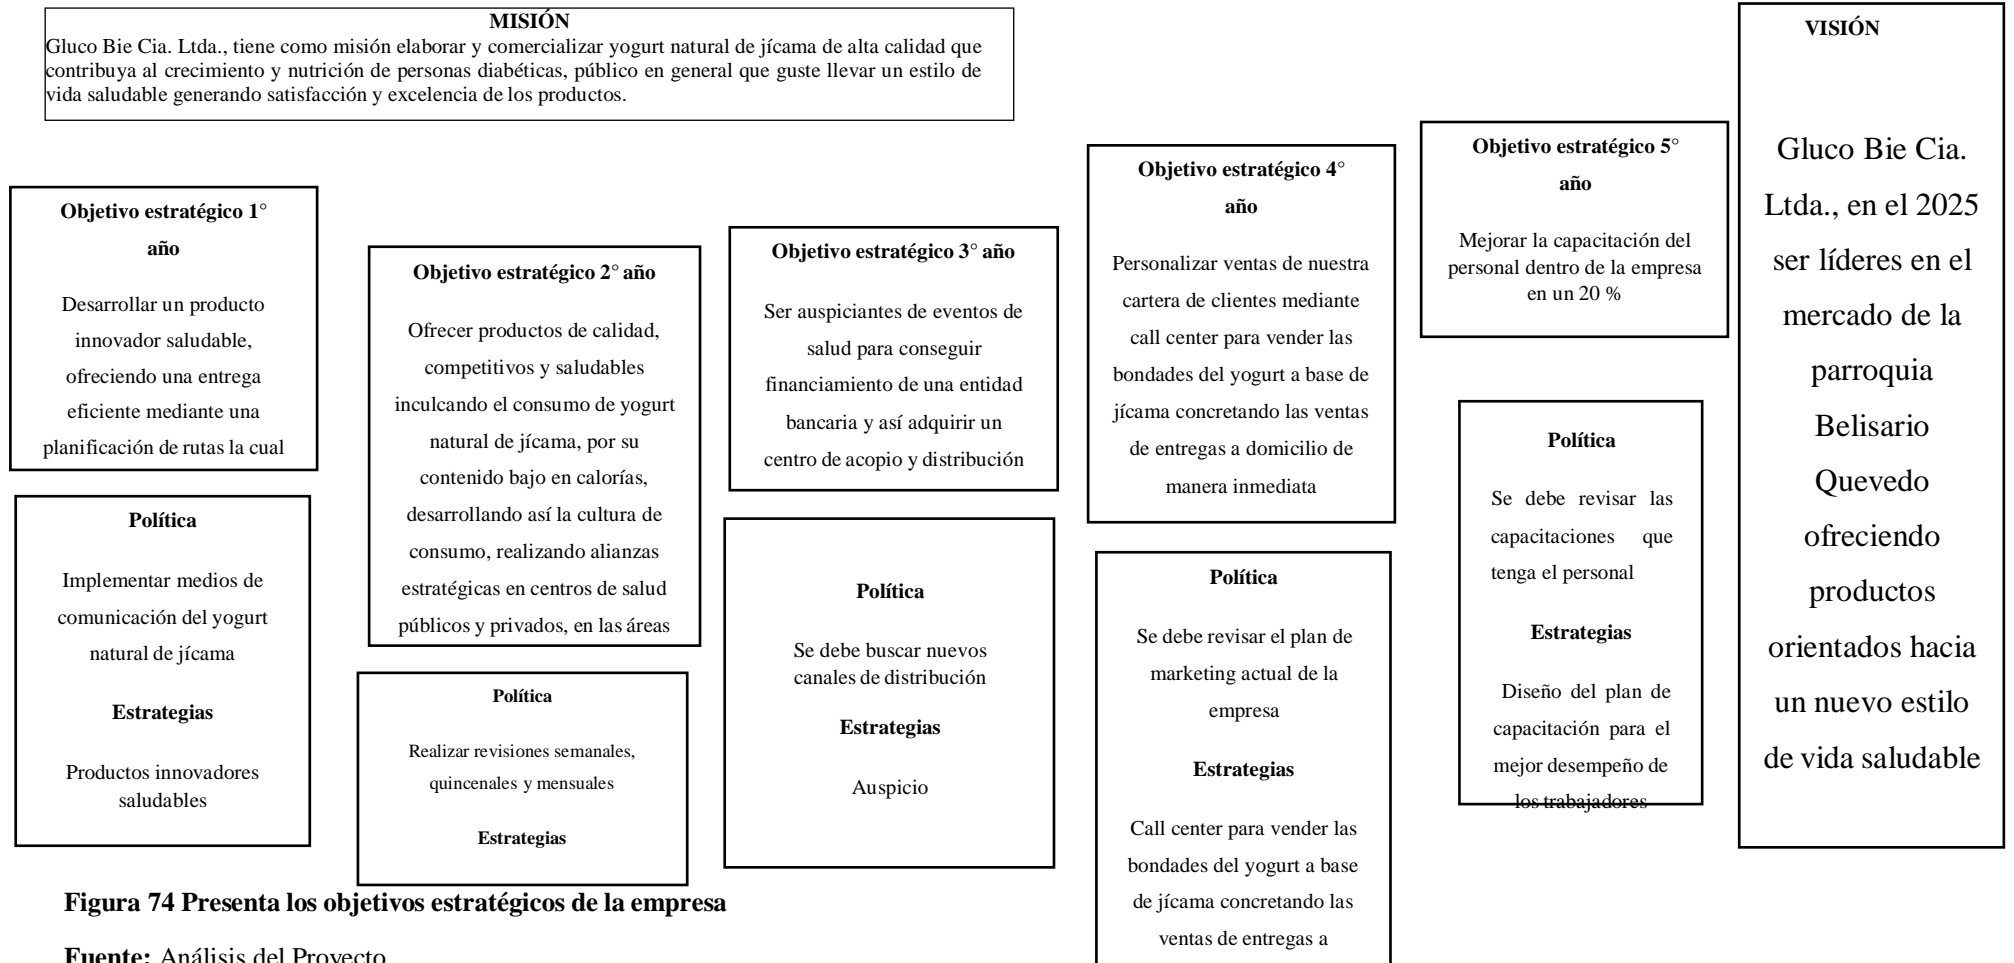 MISIÓN
Gluco Bie Cia. Ltda., tiene como misión elaborar y comercializar yogurt natural de jícama de alta calidad que
contribuya al crecimiento y nutrición de personas diabéticas, público en general que guste llevar un estilo de
vida saludable generando satisfacción y excelencia de los productos.
Objetivo estratégico 1°
año
Desarrollar un producto
innovador saludable,
ofreciendo una entrega
eficiente mediante una
planificación de rutas la cual
Política
Implementar medios de
comunicación del yogurt
natural de jícama
Estrategias
Productos innovadores
saludables
Objetivo estratégico 2° año
Ofrecer productos de calidad,
competitivos y saludables
inculcando el consumo de yogurt
natural de jícama, por su
contenido bajo en calorías,
desarrollando así la cultura de
consumo, realizando alianzas
estratégicas en centros de salud
públicos y privados, en las áreas
Política
Realizar revisiones semanales,
quincenales y mensuales
Estrategias
Objetivo estratégico 3° año
Ser auspiciantes de eventos de
salud para conseguir
financiamiento de una entidad
bancaria y así adquirir un
centro de acopio y distribución
Política
Se debe buscar nuevos
canales de distribución
Estrategias
Auspicio
Objetivo estratégico 4°
año
Personalizar ventas de nuestra
cartera de clientes mediante
call center para vender las
bondades del yogurt a base de
jícama concretando las ventas
de entregas a domicilio de
manera inmediata
Política
Se debe revisar el plan de
marketing actual de la
empresa
Estrategias
Call center para vender las
bondades del yogurt a base
de jícama concretando las
ventas de entregas a
Objetivo estratégico 5°
año
Mejorar la capacitación del
personal dentro de la empresa
en un 20 %
Política
Se debe revisar las
capacitaciones que
tenga el personal
Estrategias
Diseño del plan de
capacitación para el
mejor desempeño de
los trabajadores
VISIÓN
Gluco Bie Cia.
Ltda., en el 2025
ser líderes en el
mercado de la
parroquia
Belisario
Quevedo
ofreciendo
productos
orientados hacia
un nuevo estilo
de vida saludable
Figura 74 Presenta los objetivos estratégicos de la empresa
Fuente: Análisis del Proyecto